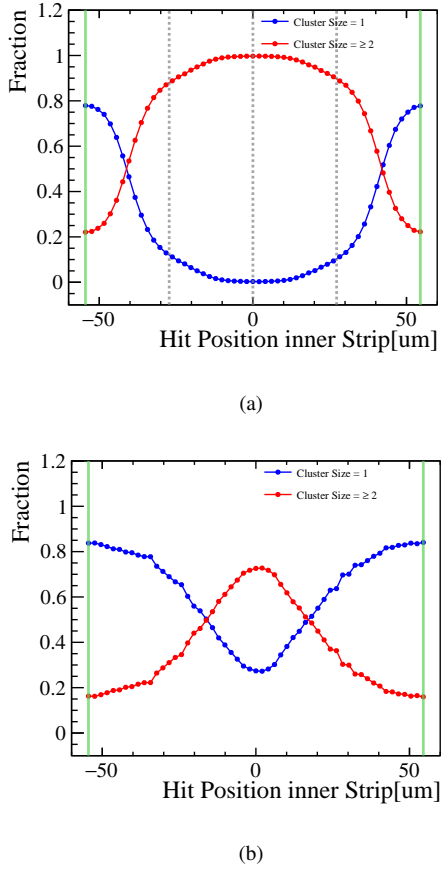 Fraction
1.2
1
0.8
0.6
0.4
0.2
0
Cluster Size = 1
Cluster Size = ≥ 2
−50 0 50
Hit Position inner Strip[um]
(a)
Fraction
1.2
1
0.8
0.6
0.4
0.2
0
Cluster Size = 1
Cluster Size = ≥ 2
−50 0 50
Hit Position inner Strip[um]
(b)